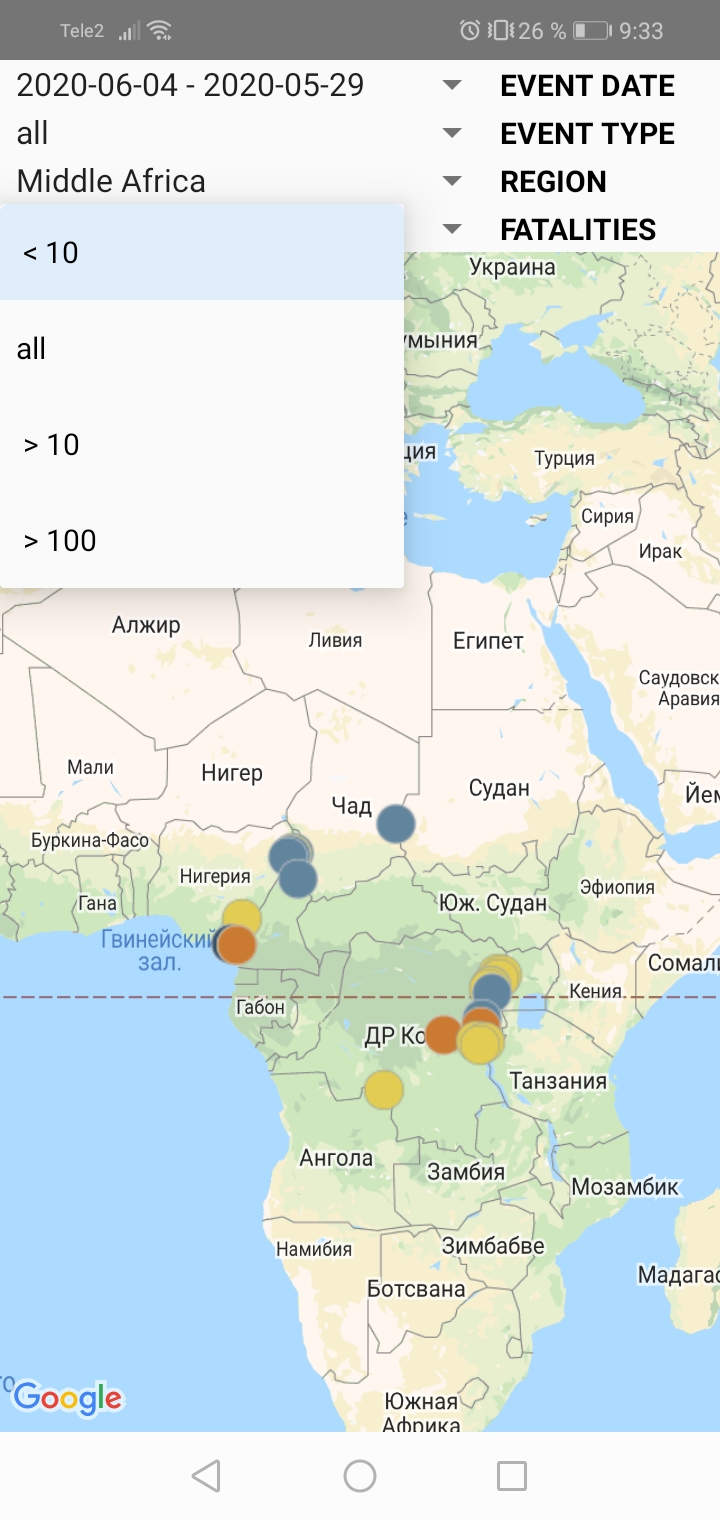 Tele2
26 % 9:33
2020-06-04 - 2020-05-29 EVENT DATE
all EVENT TYPE
Middle Africa REGION
FATALITIES
< 10
all
> 10
> 100
Украина
умыния
ция
Турция
е
Сирия
Ирак
Алжир
Ливия
Египет
Саудовск
Аравия
Мали
Нигер
Чад
Судан
Йем
Буркина-Фасо
Нигерия
Гана
Юж. Судан
Эфиопия
Гвинейский
зал.
Сомали
Габон
Кения
ДР Ко
Танзания
Ангола
Замбия
Мозамбик
Намибия
Зимбабве
Ботсвана
Мадагас
го
Google
Южная
Африка